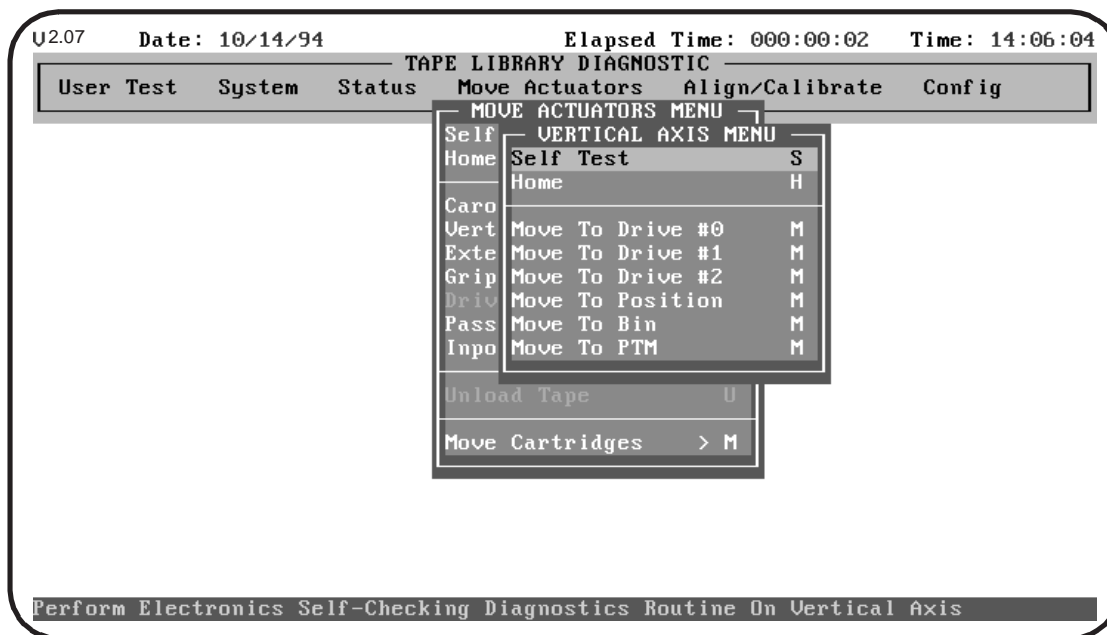 V2.07 Date: 10/14/94 Elapsed Time: 000:00:02 Time: 14:06:04
TAPE LIBRARY DIAGNOSTIC
User Test System Status Move Actuators Align/Calibrate Config
MOVE ACTUATORS MENU
Self
Home
Caro
Vert
Exte
Grip
Driv
Pass
Inpo
Unload Tape U
Move Cartridges > M
VERTICAL AXIS MENU
Self Test S
Home H
Move To Drive #0 M
Move To Drive #1 M
Move To Drive #2 M
Move To Position M
Move To Bin M
Move To PTM M
Perform Electronics Self-Checking Diagnostics Routine On Vertical Axis